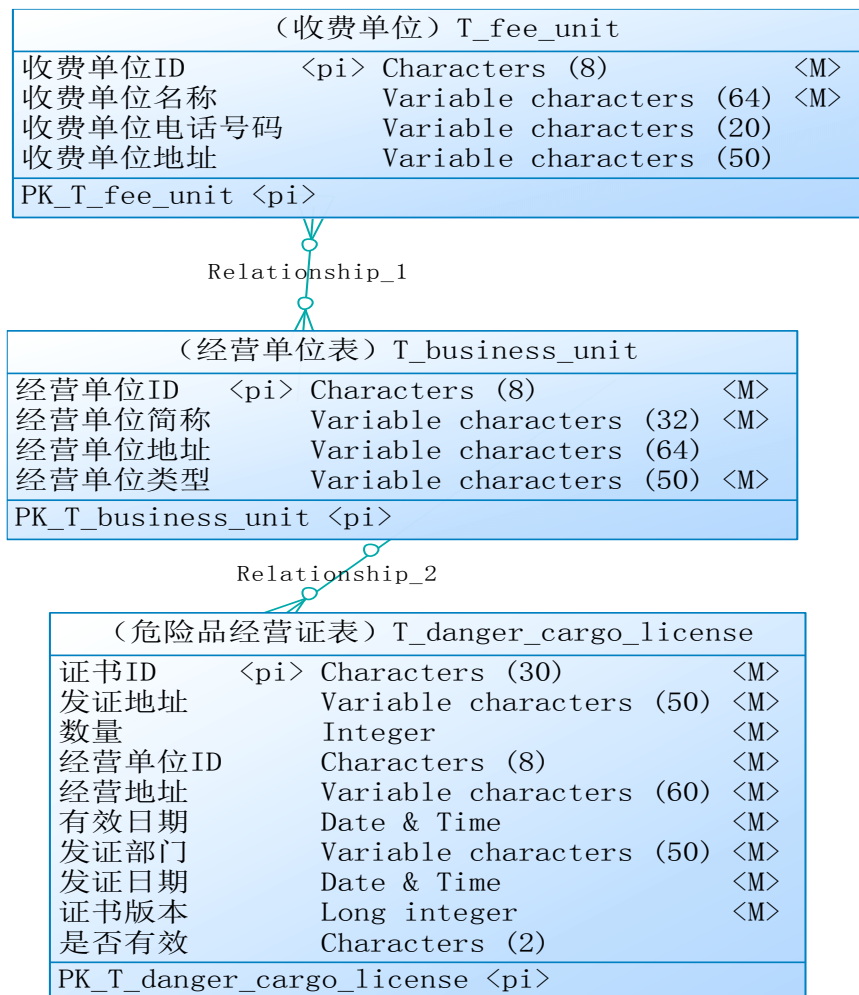 （收费单位）T_fee_unit
收费单位ID <pi> Characters (8) <M>
收费单位名称 Variable characters (64) <M>
收费单位电话号码 Variable characters (20)
收费单位地址 Variable characters (50)
PK_T_fee_unit <pi>
Relationship_1
（经营单位表）T_business_unit
经营单位ID <pi> Characters (8) <M>
经营单位简称 Variable characters (32) <M>
经营单位地址 Variable characters (64)
经营单位类型 Variable characters (50) <M>
PK_T_business_unit <pi>
Relationship_2
（危险品经营证表）T_danger_cargo_license
证书ID <pi> Characters (30) <M>
发证地址 Variable characters (50) <M>
数量 Integer <M>
经营单位ID Characters (8) <M>
经营地址 Variable characters (60) <M>
有效日期 Date & Time <M>
发证部门 Variable characters (50) <M>
发证日期 Date & Time <M>
证书版本 Long integer <M>
是否有效 Characters (2)
PK_T_danger_cargo_license <pi>